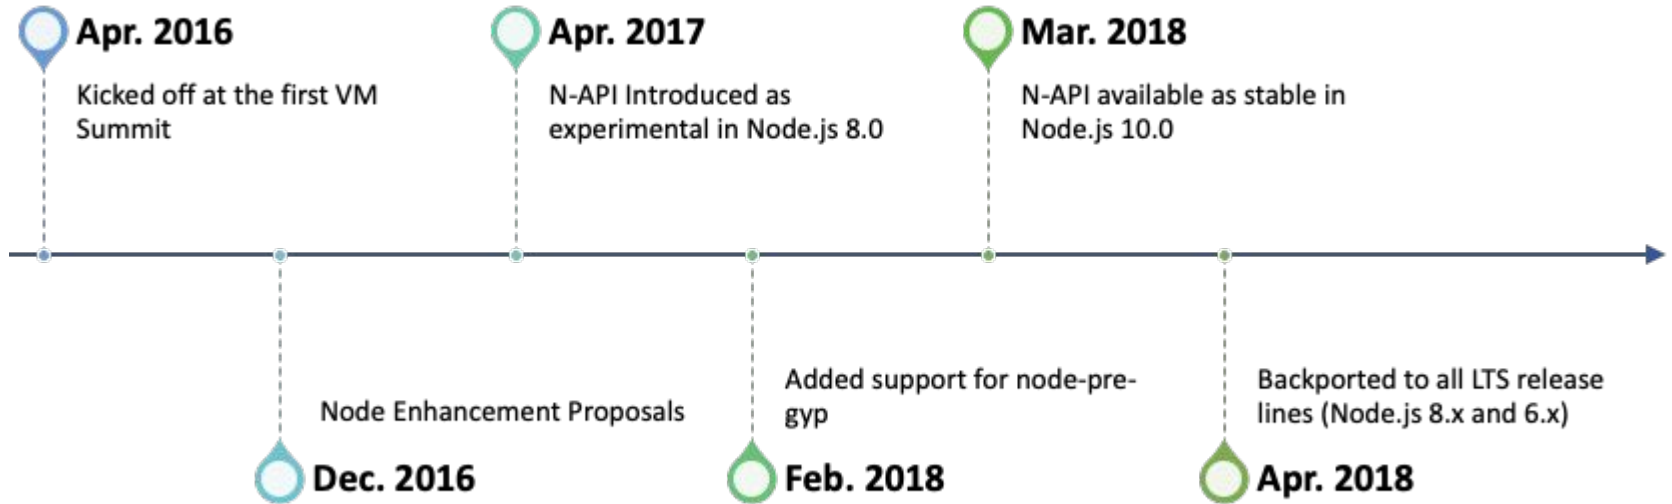 Apr. 2016
Kicked off at the first VM
Summit
Apr. 2017
N-API Introduced as
experimental in Node.js 8.0
Mar. 2018
N-API available as stable in
Node.js 10.0
Node Enhancement Proposals
Dec. 2016
Added support for node-pre-
gyp
Feb. 2018
Backported to all LTS release
lines (Node.js 8.x and 6.x)
Apr. 2018